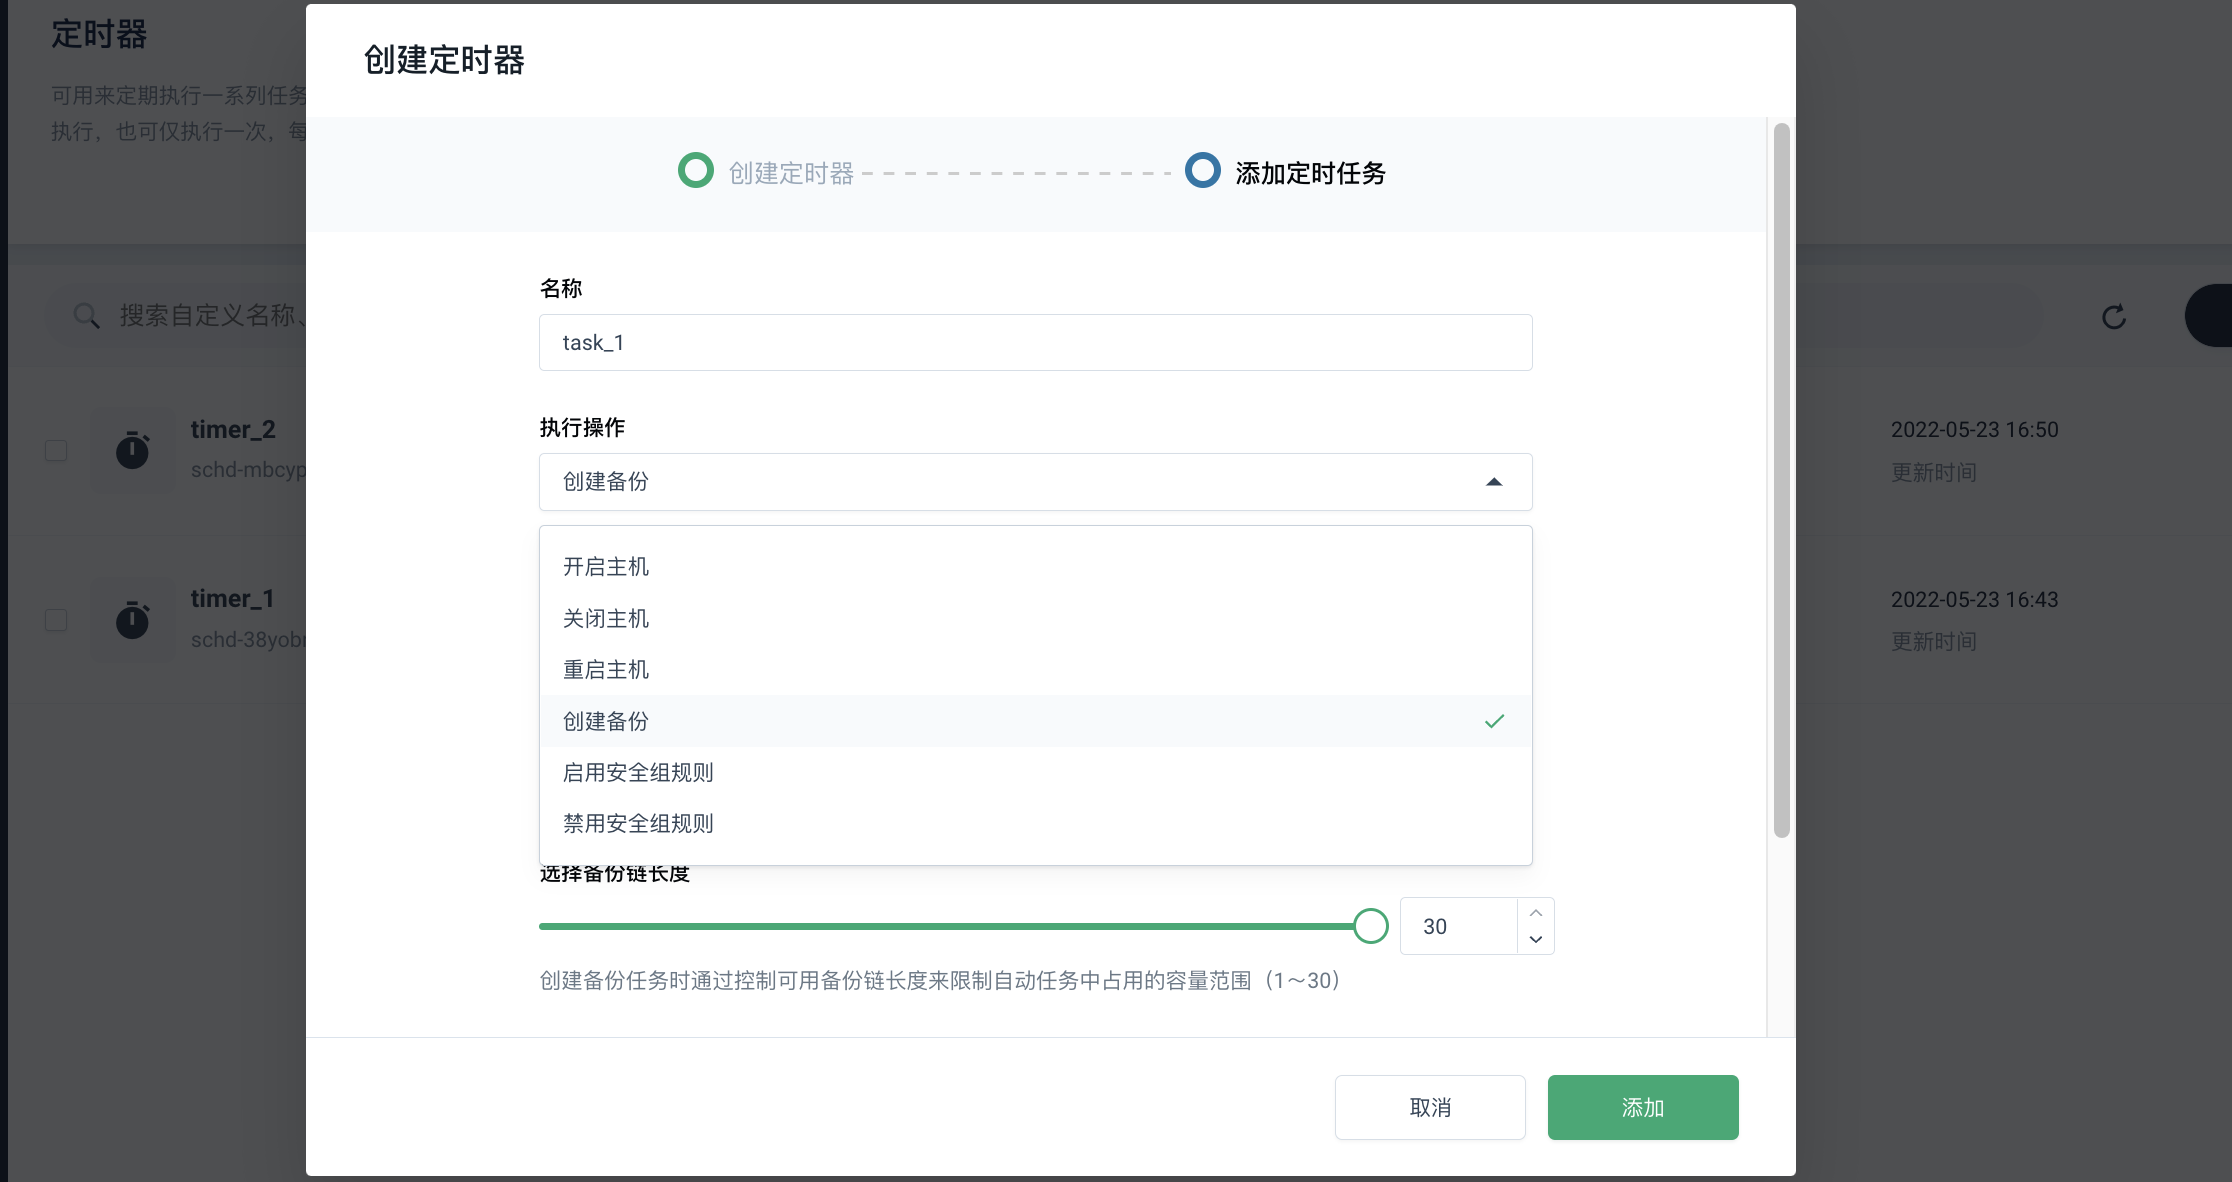 定时器
可用来定期执行一系列任务
执行，也可仅执行一次，每
搜索自定义名称、
timer_2
schd-mbcyp
2022-05-23 16:50
更新时间
timer_1
schd-38yob
2022-05-23 16:43
更新时间
创建定时器
创建定时器
添加定时任务
名称
task_1
执行操作
创建备份
开启主机
关闭主机
重启主机
创建备份
启用安全组规则
禁用安全组规则
选择备份链长度
30
创建备份任务时通过控制可用备份链长度来限制自动任务中占用的容量范围（1～30）
取消
添加